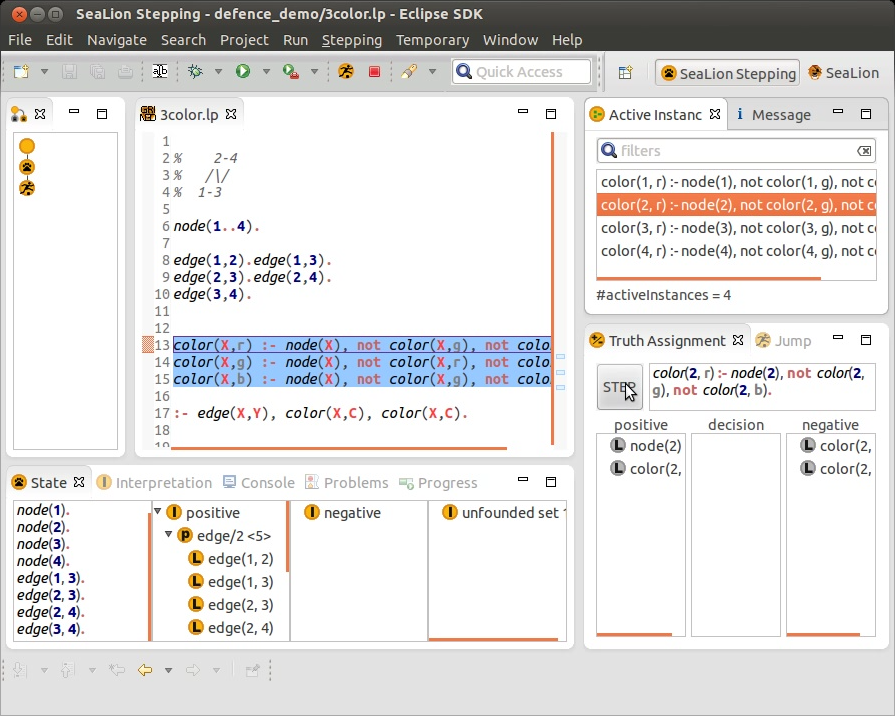 SeaLion Stepping - defence_demo/3color.lp - Eclipse SDK
File Edit Navigate Search Project Run Stepping Temporary Window Help
Quick Access
SeaLion Stepping
SeaLion
3color.lp
1
2 %    2-4
3 %   /\/
4 %  1-3
5
6 node(1..4).
7
8 edge(1,2).edge(1,3).
9 edge(2,3).edge(2,4).
10 edge(3,4).
11
12
13 color(X,r) :- node(X), not color(X,g), not colo
14 color(X,g) :- node(X), not color(X,r), not colo
15 color(X,b) :- node(X), not color(X,g), not colo
16
17 :- edge(X,Y), color(X,C), color(X,C).
18
19
Active Instanc
Message
filters
color(1, r) :- node(1), not color(1, g), not co
color(2, r) :- node(2), not color(2, g), not co
color(3, r) :- node(3), not color(3, g), not co
color(4, r) :- node(4), not color(4, g), not co
#activeInstances = 4
Truth Assignment
Jump
STEP
color(2, r) :- node(2), not color(2,
g), not color(2, b).
positive decision negative
L node(2)
L color(2,
L color(2,
L color(2,
State Interpretation Console Problems Progress
node(1).
node(2).
node(3).
node(4).
edge(1, 3).
edge(2, 3).
edge(2, 4).
edge(3, 4).
I positive
p edge/2 <5>
L edge(1, 2)
L edge(1, 3)
L edge(2, 3)
L edge(2, 4)
I negative
I unfounded set